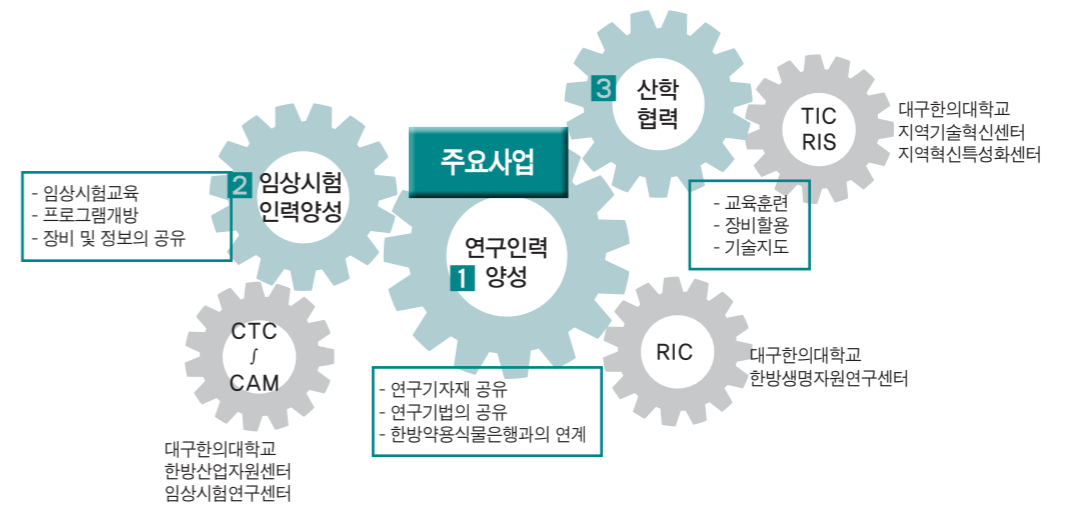 주요사업
1 연구인력
양성
- 연구기자재 공유
- 연구기법의 공유
- 한방약용식물은행과의 연계
RIC
대구한의대학교
한방생명자원연구센터
2 임상시험
인력양성
- 임상시험교육
- 프로그램개방
- 장비 및 정보의 공유
CTC
∫
CAM
대구한의대학교
한방산업자원센터
임상시험연구센터
3 산학
협력
- 교육훈련
- 장비할용
- 기술지도
TIC
RIS
대구한의대학교
지역기술혁신센터
지역혁신특성화센터